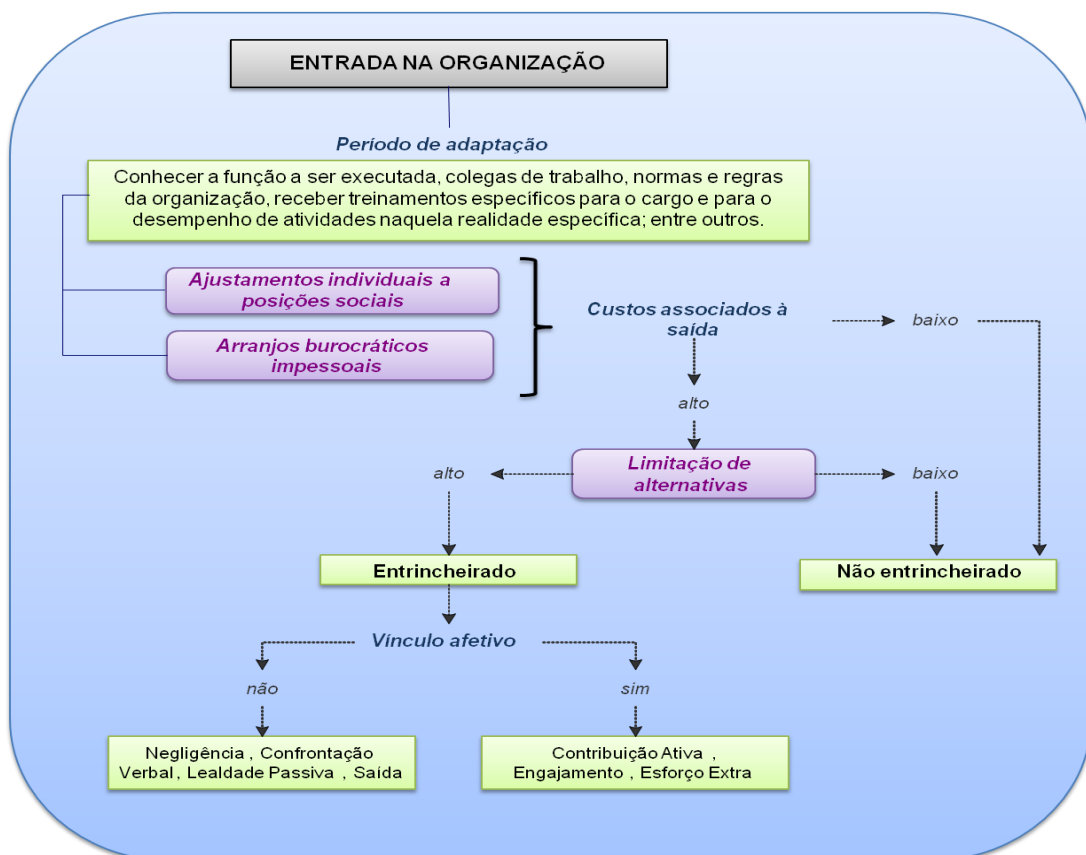 ENTRADA NA ORGANIZAÇÃO
Período de adaptação
Conhecer a função a ser executada, colegas de trabalho, normas e regras
da organização, receber treinamentos específicos para o cargo e para o
desempenho de atividades naquela realidade específica; entre outros.
Ajustamentos individuais a
posições sociais
Arranjos burocráticos
impessoais
Custos associados à
saída
baixo
alto
Limitação de
alternativas
alto
baixo
Entrincheirado
Não entrincheirado
Vínculo afetivo
não
sim
Negligência , Confrontação
Verbal , Lealdade Passiva , Saída
Contribuição Ativa ,
Engajamento , Esforço Extra